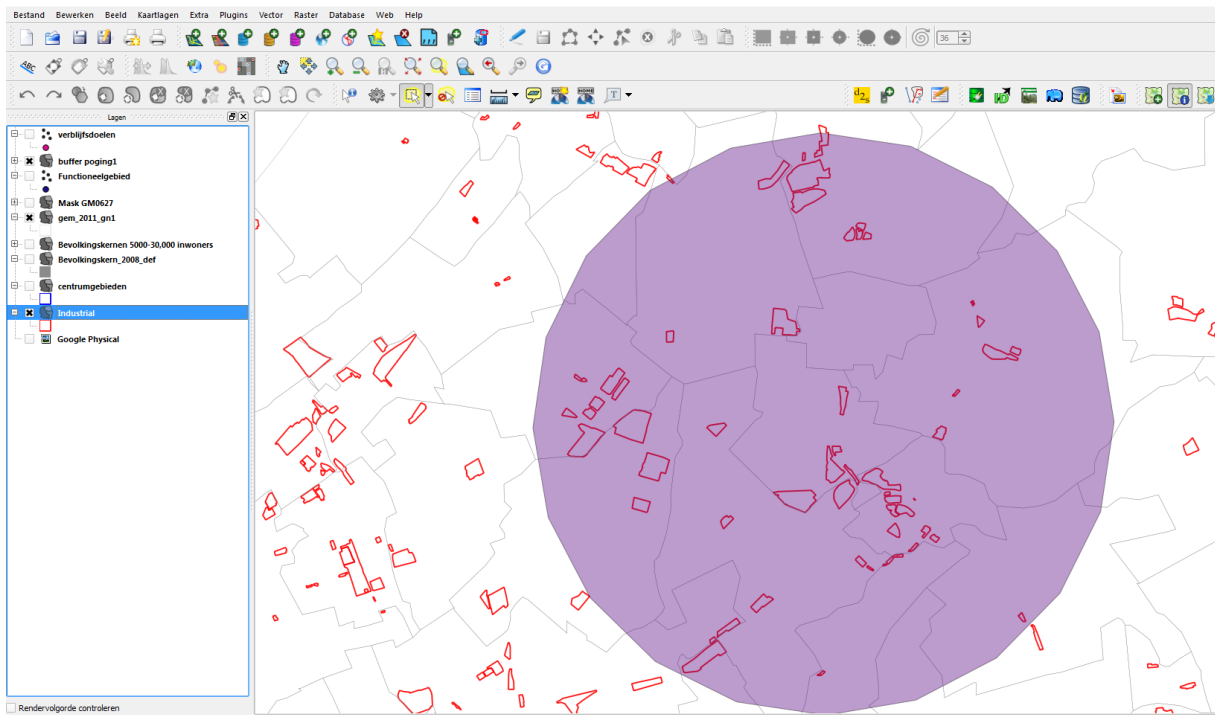 Bestand Bewerken Beeld Kaartlagen Extra Plugins Vector Raster Database Web Help
36
ABC
T
Lagen
verblijfsdoelen
buffer poging1
Functioneelgebied
Mask GM0627
gem_2011_gn1
Bevolkingskernen 5000-30,000 inwoners
Bevolkingskern_2008_def
centrumgebieden
Industrial
Google Physical
Rendervolgorde controleren